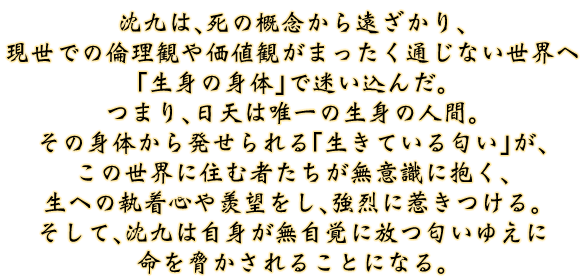 沈九は、死の概念から遠ざかり、
現世での倫理観や価値観がまったく通じない世界へ
「生身の身体」で迷い込んだ。
つまり、日天は唯一の生身の人間。
その身体から発せられる「生きている匂い」が、
この世界に住む者たちが無意識に抱く、
生への執着心や羨望をし、強烈に惹きつける。
そして、沈九は自身が無自覚に放つ匂いゆえに
命を脅かされることになる。